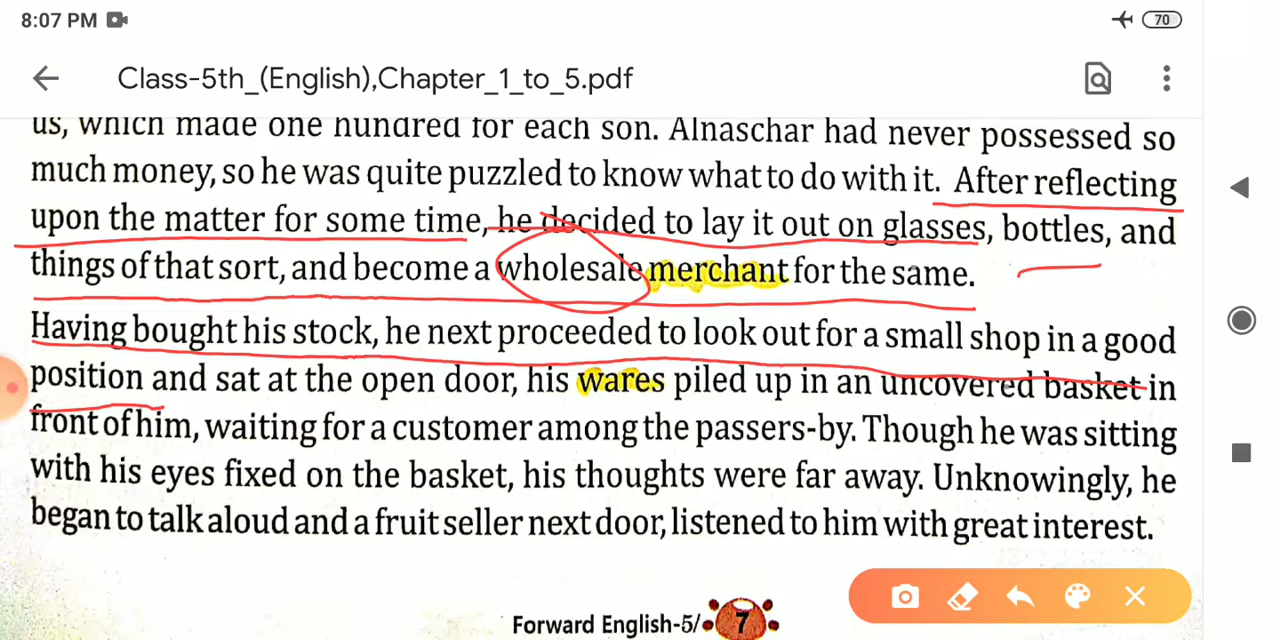 8:07 PM
70
Class-5th_(English),Chapter_1_to_5.pdf
us, which made one hundred for each son. Alnaschar had never possessed so
much money, so he was quite puzzled to know what to do with it. After reflecting
upon the matter for some time, he decided to lay it out on glasses, bottles, and
things of that sort, and become a wholesale merchant for the same.
Having bought his stock, he next proceeded to look out for a small shop in a good
position and sat at the open door, his wares piled up in an uncovered basket in
front of him, waiting for a customer among the passers-by. Though he was sitting
with his eyes fixed on the basket, his thoughts were far away. Unknowingly, he
began to talk aloud and a fruit seller next door, listened to him with great interest.
Forward English-5/ 7